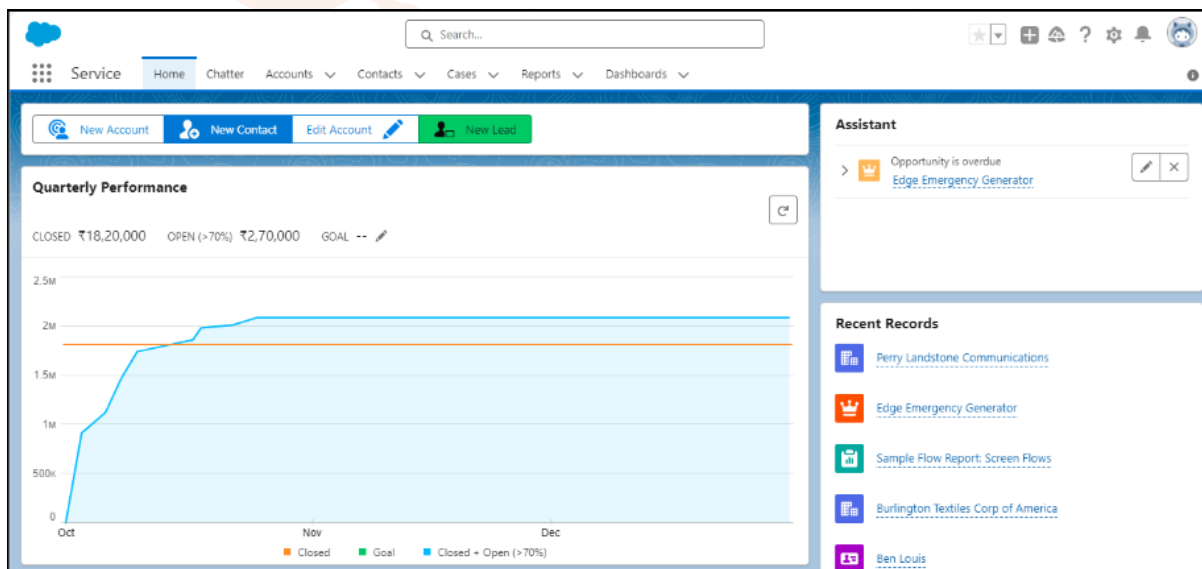 Search...
Service Home Chatter Accounts Contacts Cases Reports Dashboards
New Account New Contact Edit Account New Lead
Quarterly Performance
CLOSED ₹18,20,000 OPEN (>70%) ₹2,70,000 GOAL --
2.5M
2M
1.5M
1M
500K
0
Oct Nov Dec
Closed Goal Closed + Open (>70%)
Assistant
Opportunity is overdue
Edge Emergency Generator
Recent Records
Perry Landstone Communications
Edge Emergency Generator
Sample Flow Report: Screen Flows
Burlington Textiles Corp of America
Ben Louis